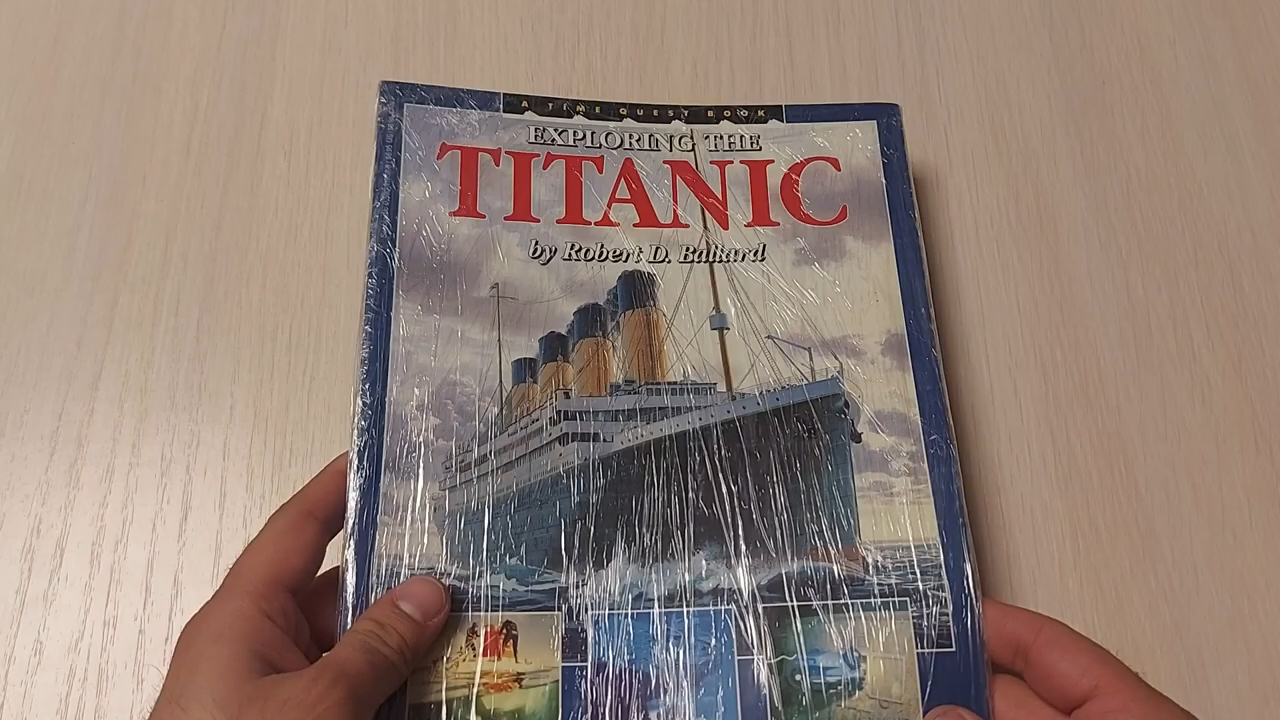 A TIME QUEST BOOK
EXPLORING THE
TITANIC
by Robert D. Ballard